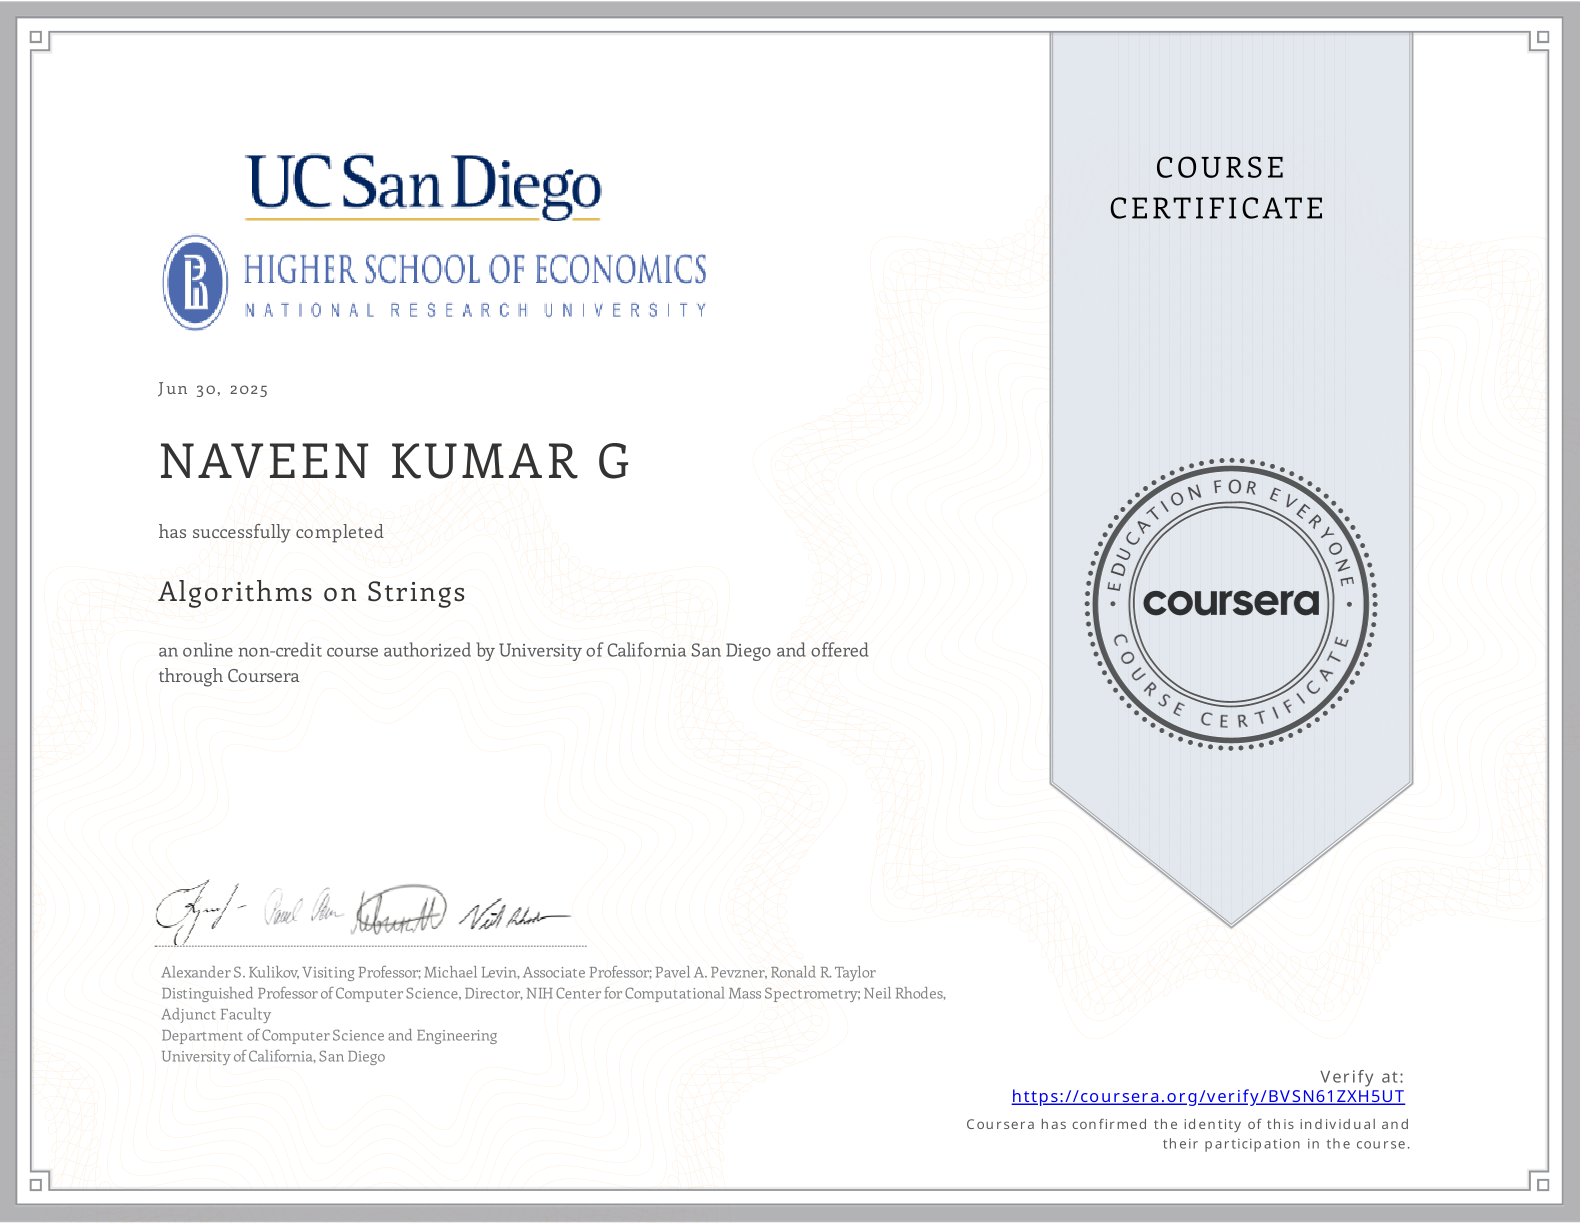 UC San Diego
HIGHER SCHOOL OF ECONOMICS
NATIONAL RESEARCH UNIVERSITY
COURSE
CERTIFICATE
Jun 30, 2025
NAVEEN KUMAR G
has successfully completed
Algorithms on Strings
an online non-credit course authorized by University of California San Diego and offered
through Coursera
EDUCATION FOR EVERYONE
coursera
COURSE CERTIFICATE
Alexander S. Kulikov, Visiting Professor; Michael Levin, Associate Professor; Pavel A. Pevzner, Ronald R. Taylor
Distinguished Professor of Computer Science, Director, NIH Center for Computational Mass Spectrometry; Neil Rhodes,
Adjunct Faculty
Department of Computer Science and Engineering
University of California, San Diego
Verify at:
https://coursera.org/verify/BVSN61ZXH5UT
Coursera has confirmed the identity of this individual and
their participation in the course.